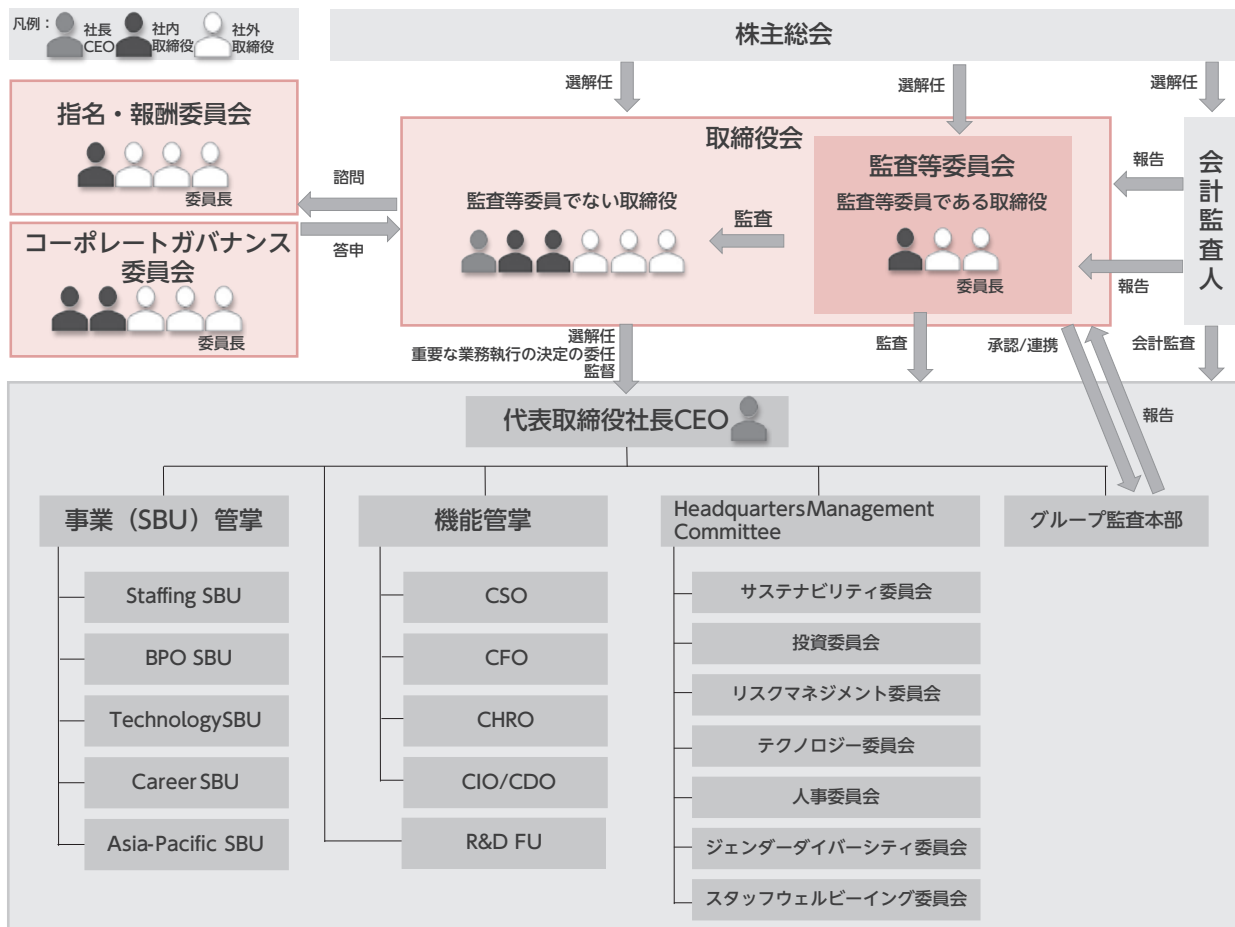 凡例：
社長
CEO
社内
取締役
社外
取締役
株主総会
選解任
選解任
選解任
指名・報酬委員会
委員長
コーポレートガバナンス
委員会
委員長
諮問
答申
取締役会
監査等委員でない取締役
監査
監査等委員会
監査等委員である取締役
委員長
報告
報告
会計監査人
選解任
重要な業務執行の決定の委任
監督
監査
承認/連携
会計監査
報告
代表取締役社長CEO
事業（SBU）管掌
Staffing SBU
BPO SBU
TechnologySBU
Career SBU
Asia-Pacific SBU
機能管掌
CSO
CFO
CHRO
CIO/CDO
R&D FU
HeadquartersManagement
Committee
サステナビリティ委員会
投資委員会
リスクマネジメント委員会
テクノロジー委員会
人事委員会
ジェンダーダイバーシティ委員会
スタッフウェルビーイング委員会
グループ監査本部